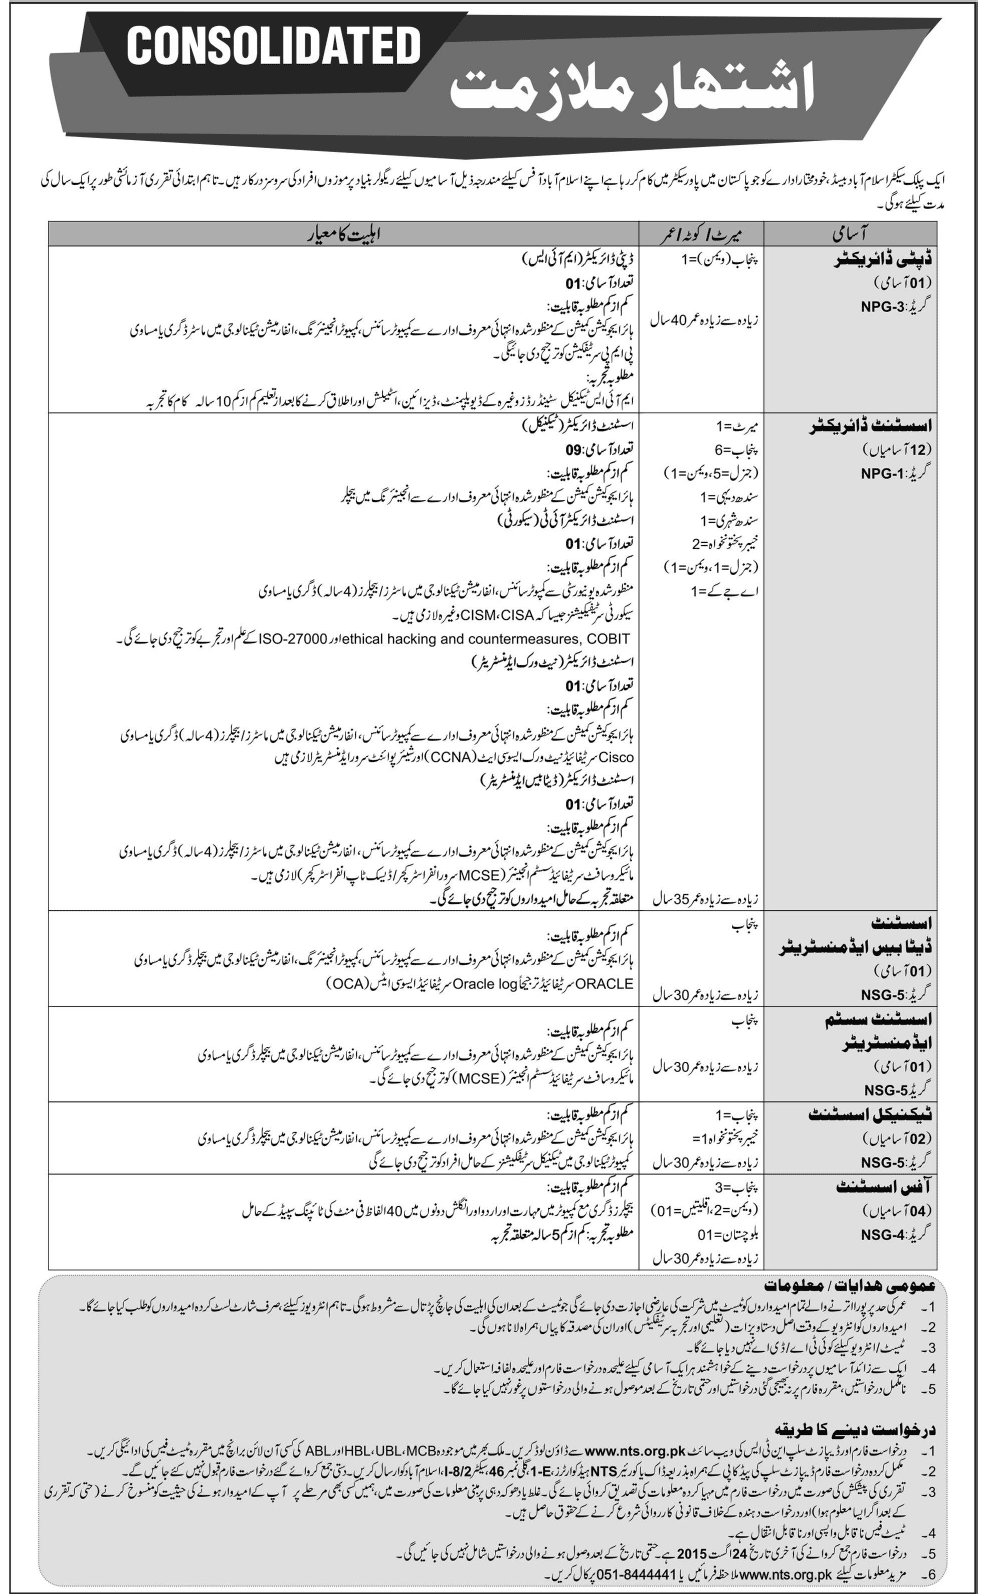 CONSOLIDATED
اشتہار ملازمت
ایک پبلک سیکٹر اسلام آباد بیسڈ، خود مختار ادارے کو جو پاکستان میں پاور سیکٹر میں کام کر رہا ہے اپنے اسلام آباد آفس کیلئے مندرجہ ذیل آسامیوں کیلئے ریگولر بنیاد پر موزوں افراد کی سروسز درکار ہیں۔ تاہم ابتدائی تقرری آزمائشی طور پر ایک سال کی
مدت کیلئے ہوگی۔
آسامی
میرٹ/ کوٹہ/عمر
اہلیت کا معیار
ڈپٹی ڈائریکٹر
(01 آسامی)
گریڈ: NPG-3
پنجاب (ویمن)=1
زیادہ سے زیادہ عمر 40 سال
ڈپٹی ڈائریکٹر (ایم آئی ایس)
تعداد آسامی: 01
کم از کم مطلوبہ قابلیت:
ہائر ایجوکیشن کمیشن کے منظور شدہ انتہائی معروف ادارے سے کمپیوٹر سائنس، کمپیوٹر انجینئرنگ، انفارمیشن ٹیکنالوجی میں ماسٹر ڈگری یا مساوی
پی ایم پی سرٹیفکیشن کو ترجیح دی جائیگی۔
مطلوبہ تجربہ:
ایم آئی ایس ٹیکنیکل سٹینڈرڈز وغیرہ کے ڈیویلپمنٹ، ڈیزائین، اسٹیبلش اور اطلاق کرنے کا بعد از تعلیم کم از کم 10 سالہ کام کا تجربہ
اسسٹنٹ ڈائریکٹر
(12 آسامیاں)
گریڈ: NPG-1
میرٹ=1
پنجاب=6
(جنرل=5، ویمن=1)
سندھ دیہی=1
سندھ شہری=1
خیبر پختونخواہ=2
(جنرل=1، ویمن=1)
اے جے کے=1
زیادہ سے زیادہ عمر 35 سال
اسسٹنٹ ڈائریکٹر (ٹیکنیکل)
تعداد آسامی: 09
کم از کم مطلوبہ قابلیت:
ہائر ایجوکیشن کمیشن کے منظور شدہ انتہائی معروف ادارے سے انجینئرنگ میں بیچلر
اسسٹنٹ ڈائریکٹر آئی ٹی (سیکورٹی)
تعداد آسامی: 01
کم از کم مطلوبہ قابلیت:
منظور شدہ یونیورسٹی سے کمپیوٹر سائنس، انفارمیشن ٹیکنالوجی میں ماسٹرز/ بیچلرز (4 سالہ) ڈگری یا مساوی
سیکورٹی سرٹیفکیشنز جیسا کہ CISM، CISA وغیرہ لازمی ہیں۔
ethical hacking and countermeasures, COBIT اور ISO-27000 کے علم اور تجربے کو ترجیح دی جائے گی۔
اسسٹنٹ ڈائریکٹر (نیٹ ورک ایڈمنسٹریٹر)
تعداد آسامی: 01
کم از کم مطلوبہ قابلیت:
ہائر ایجوکیشن کمیشن کے منظور شدہ انتہائی معروف ادارے سے کمپیوٹر سائنس، انفارمیشن ٹیکنالوجی میں ماسٹرز/ بیچلرز (4 سالہ) ڈگری یا مساوی
Cisco سرٹیفائیڈ نیٹ ورک ایسوسی ایٹ (CCNA) اور شیئر پوائنٹ سرور ایڈمنسٹریٹر لازمی ہیں
اسسٹنٹ ڈائریکٹر (ڈیٹا بیس ایڈمنسٹریٹر)
تعداد آسامی: 01
کم از کم مطلوبہ قابلیت:
ہائر ایجوکیشن کمیشن کے منظور شدہ انتہائی معروف ادارے سے کمپیوٹر سائنس، انفارمیشن ٹیکنالوجی میں ماسٹرز/ بیچلرز (4 سالہ) ڈگری یا مساوی
مائیکروسافٹ سرٹیفائیڈ سسٹم انجینئر (MCSE سرور انفراسٹرکچر/ ڈیسک ٹاپ انفراسٹرکچر) لازمی ہیں۔
متعلقہ تجربہ کے حامل امیدواروں کو ترجیح دی جائے گی۔
اسسٹنٹ
ڈیٹا بیس ایڈمنسٹریٹر
(01 آسامی)
گریڈ: NSG-5
پنجاب
زیادہ سے زیادہ عمر 30 سال
کم از کم مطلوبہ قابلیت:
ہائر ایجوکیشن کمیشن کے منظور شدہ انتہائی معروف ادارے سے کمپیوٹر سائنس، کمپیوٹر انجینئرنگ، انفارمیشن ٹیکنالوجی میں بیچلر ڈگری یا مساوی
ORACLE سرٹیفائیڈ ترجیحاً Oracle log سرٹیفائیڈ ایسوسی ایٹس (OCA)
اسسٹنٹ سسٹم
ایڈمنسٹریٹر
(01 آسامی)
گریڈ NSG-5
پنجاب
زیادہ سے زیادہ عمر 30 سال
کم از کم مطلوبہ قابلیت:
ہائر ایجوکیشن کمیشن کے منظور شدہ انتہائی معروف ادارے سے کمپیوٹر سائنس، انفارمیشن ٹیکنالوجی میں بیچلر ڈگری یا مساوی
مائیکروسافٹ سرٹیفائیڈ سسٹم انجینئر (MCSE) کو ترجیح دی جائے گی۔
ٹیکنیکل اسسٹنٹ
(02 آسامیاں)
گریڈ: NSG-5
پنجاب=1
خیبر پختونخواہ 1=
زیادہ سے زیادہ عمر 30 سال
کم از کم مطلوبہ قابلیت:
ہائر ایجوکیشن کمیشن کے منظور شدہ انتہائی معروف ادارے سے کمپیوٹر سائنس، انفارمیشن ٹیکنالوجی میں بیچلر ڈگری یا مساوی
کمپیوٹر ٹیکنالوجی میں ٹیکنیکل سرٹیفکیشنز کے حامل افراد کو ترجیح دی جائے گی
آفس اسسٹنٹ
(04 آسامیاں)
گریڈ: NSG-4
پنجاب=3
(ویمن=2، اقلیتیں=01)
بلوچستان=01
زیادہ سے زیادہ عمر 30 سال
کم از کم مطلوبہ قابلیت:
بیچلرز ڈگری مع کمپیوٹر میں مہارت اور اردو اور انگلش دونوں میں 40 الفاظ فی منٹ کی ٹائپنگ سپیڈ کے حامل
مطلوبہ تجربہ: کم از کم 5 سالہ متعلقہ تجربہ
عمومی ہدایات / معلومات
1۔ عمر کی حد پر پورا اترنے والے تمام امیدواروں کو ٹیسٹ میں شرکت کی عارضی اجازت دی جائے گی جو ٹیسٹ کے بعد ان کی اہلیت کی جانچ پڑتال سے مشروط ہوگی۔ تاہم انٹرویوز کیلئے صرف شارٹ لسٹ کردہ امیدواروں کو طلب کیا جائے گا۔
2۔ امیدواروں کو انٹرویو کے وقت اصل دستاویزات (تعلیمی اور تجربہ سرٹیفکیٹس) اور ان کی مصدقہ کاپیاں ہمراہ لانا ہوں گی۔
3۔ ٹیسٹ/انٹرویو کیلئے کوئی ٹی اے/ ڈی اے نہیں دیا جائے گا۔
4۔ ایک سے زائد آسامیوں پر درخواست دینے کے خواہشمند ہر ایک آسامی کیلئے علیحدہ درخواست فارم اور علیحدہ لفافہ استعمال کریں۔
5۔ نامکمل درخواستیں، مقررہ فارم پر نہ بھیجی گئی درخواستیں اور حتمی تاریخ کے بعد موصول ہونے والی درخواستوں پر غور نہیں کیا جائے گا۔
درخواست دینے کا طریقہ
1۔ درخواست فارم اور ڈیپازٹ سلپ این ٹی ایس کی ویب سائٹ www.nts.org.pk سے ڈاؤن لوڈ کریں۔ ملک بھر میں موجود HBL، UBL، MCB اور ABL کی کسی آن لائن برانچ میں مقررہ ٹیسٹ فیس کی ادائیگی کریں۔
2۔ مکمل کردہ درخواست فارم ڈیپازٹ سلپ کی پیڈ کاپی کے ہمراہ بذریعہ ڈاک یا کورئیر NTS ہیڈ کوارٹرز، 1-E، گلی نمبر 46، سیکٹر I-8/2، اسلام آباد کو ارسال کریں۔ دستی جمع کروائے گئے درخواست فارم قبول نہیں کئے جائیں گے۔
3۔ تقرری کی پیشکش کی صورت میں درخواست فارم میں مہیا کردہ معلومات کی تصدیق کروائی جائے گی۔ غلط یا دھوکہ دہی پر مبنی معلومات کی صورت میں، ہمیں کسی بھی مرحلے پر آپ کے امیدوار ہونے کی حیثیت کو منسوخ کرنے (حتیٰ کہ تقرری
کے بعد اگر ایسا معلوم ہوا) اور درخواست دہندہ کے خلاف قانونی کارروائی شروع کرنے کے حقوق حاصل ہیں۔
4۔ ٹیسٹ فیس ناقابل واپسی اور ناقابل انتقال ہے۔
5۔ درخواست فارم جمع کروانے کی آخری تاریخ 24 اگست 2015 ہے۔ حتمی تاریخ کے بعد وصول ہونے والی درخواستیں شامل نہیں کی جائیں گی۔
6۔ مزید معلومات کیلئے www.nts.org.pk ملاحظہ فرمائیں یا 051-8444441 پر کال کریں۔